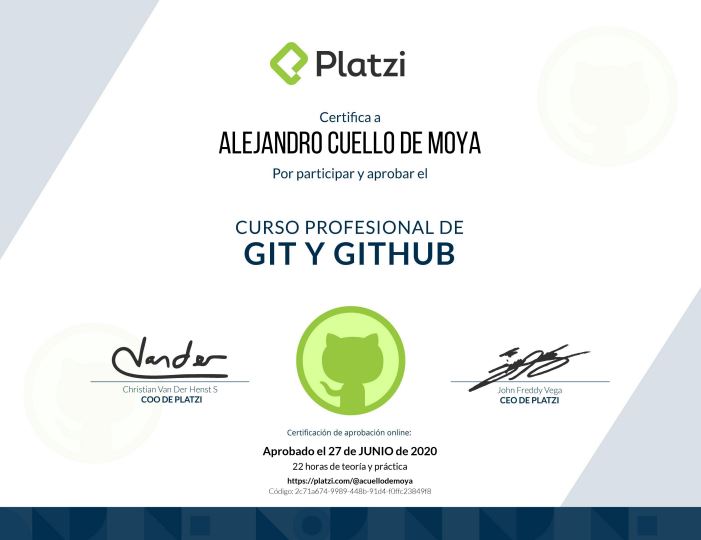 Platzi
Certifica a
ALEJANDRO CUELLO DE MOYA
Por participar y aprobar el
CURSO PROFESIONAL DE
GIT Y GITHUB
Christian Van Der Henst S
COO DE PLATZI
John Freddy Vega
CEO DE PLATZI
Certificación de aprobación online:
Aprobado el 27 de JUNIO de 2020
22 horas de teoría y práctica
https://platzi.com/@acuellodemoya
Código: 2c71a674-9989-448b-91d4-f0ffc23849f8